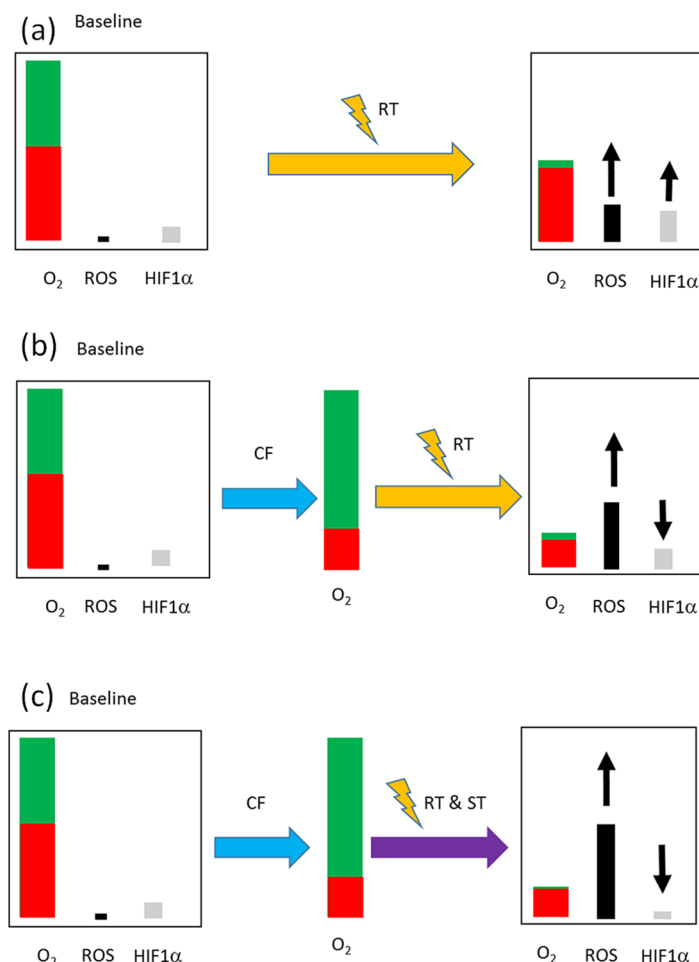 (a) Baseline
RT
O₂ ROS HIF1α
O₂ ROS HIF1α
(b) Baseline
CF
RT
O₂ ROS HIF1α
O₂
O₂ ROS HIF1α
(c) Baseline
CF
RT & ST
O₂ ROS HIF1α
O₂
O₂ ROS HIF1α